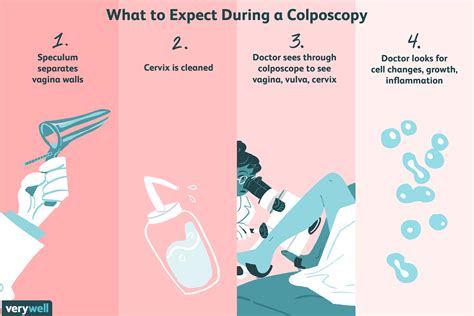 What to Expect During a Colposcopy
1.
Speculum
separates
vagina walls
2.
Cervix is cleaned
3.
Doctor sees through
colposcope to see
vagina, vulva, cervix
4.
Doctor looks for
cell changes, growth,
inflammation
verywell